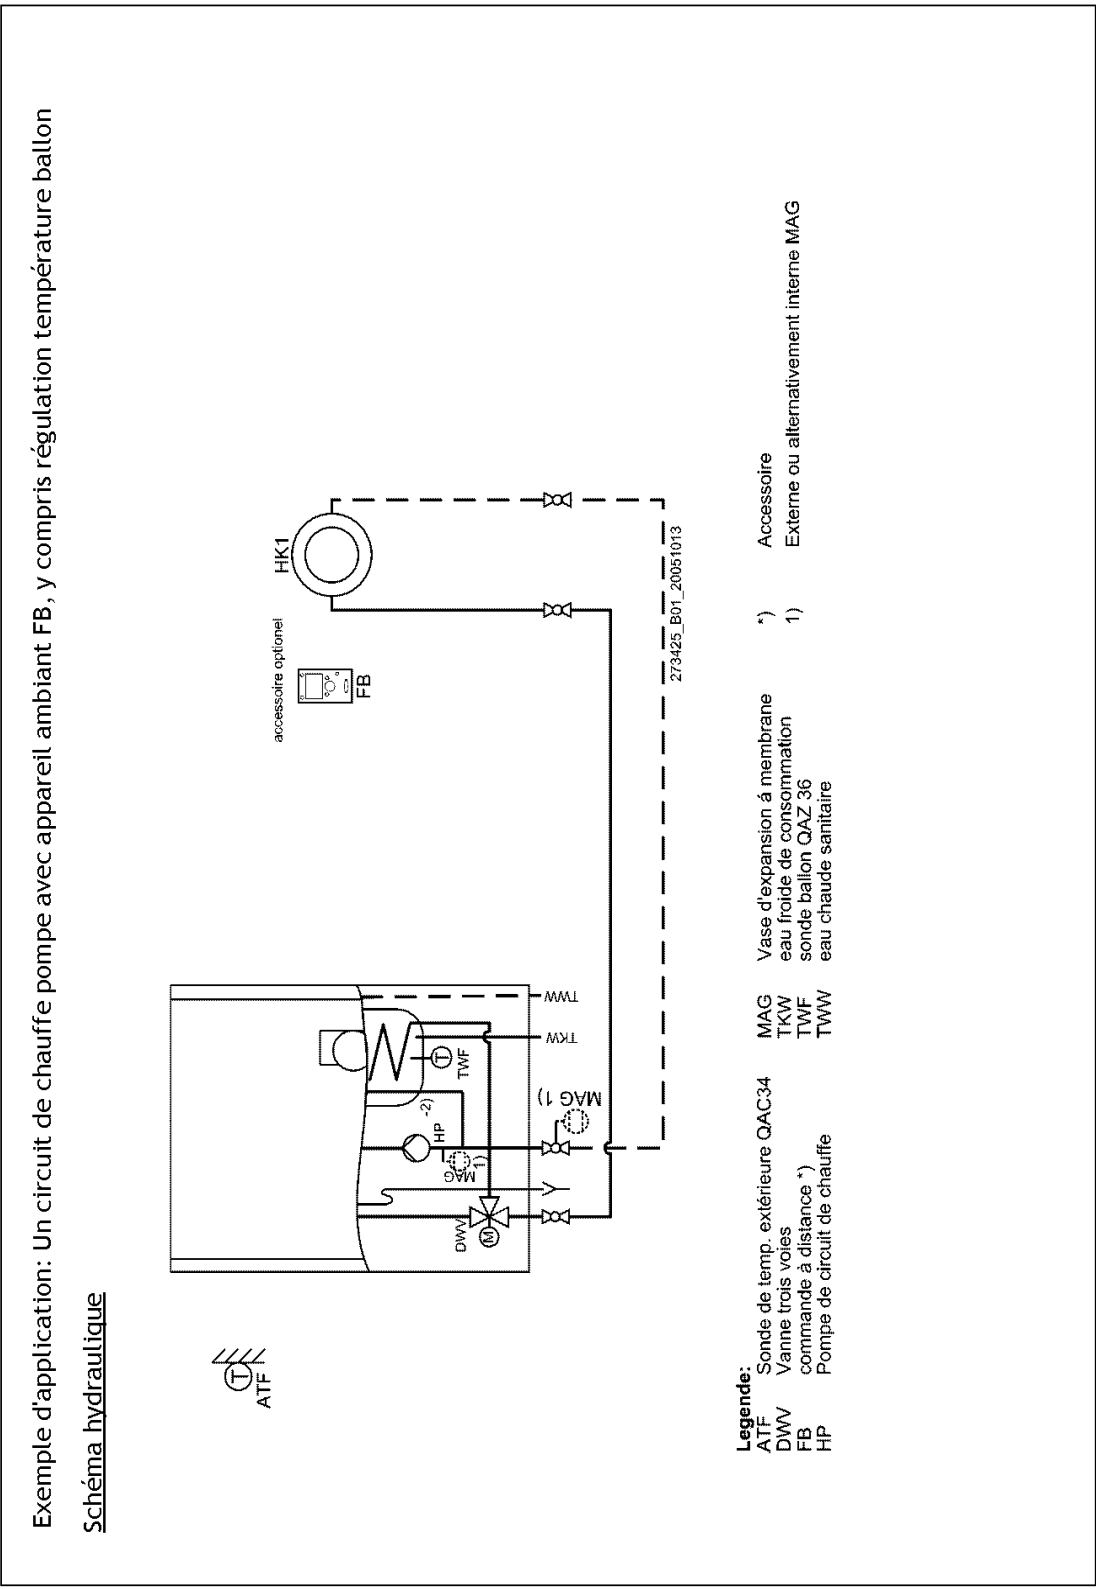 Exemple d'application: Un circuit de chauffe pompe avec appareil ambiant FB, y compris régulation température ballon
Schéma hydraulique
T
ATF
accessoire optionel
FB
HK1
DWV
M
MAG
1)
HP
-2)
T
TWF
MAG 1)
TKW
TWW
273425_B01_20051013
Legende:
ATF Sonde de temp. extérieure QAC34
DWV Vanne trois voies
FB commande à distance *)
HP Pompe de circuit de chauffe
MAG Vase d'expansion á membrane
TKW eau froide de consommation
TWF sonde ballon QAZ 36
TWW eau chaude sanitaire
*) Accessoire
1) Externe ou alternativement interne MAG